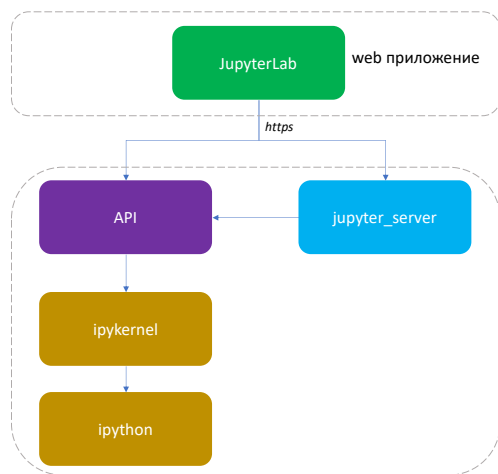 JupyterLab
web приложение
https
API
jupyter_server
ipykernel
ipython